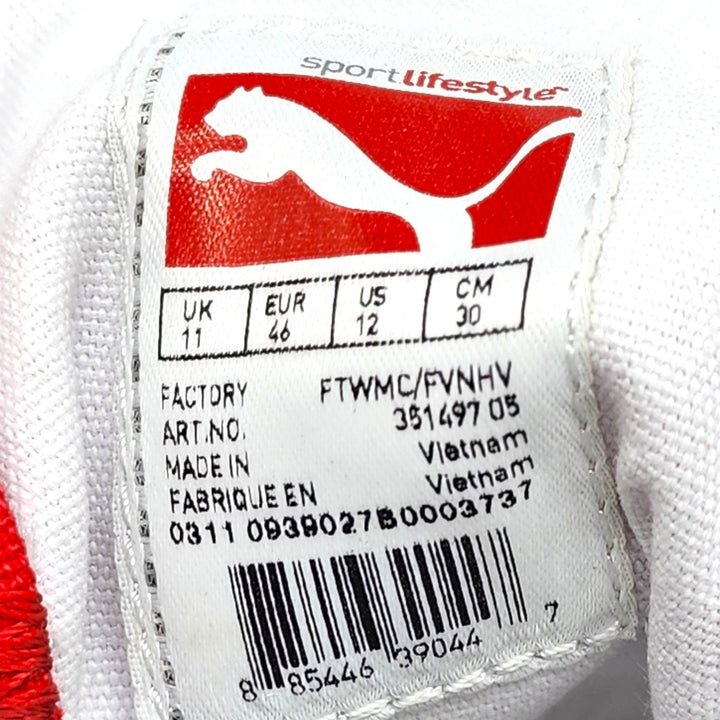 sportlifestyle
UK EUR US CM
11 46 12 30
FACTORY FTWMC/FVNHV
ART.NO. 351497 05
MADE IN Vietnam
FABRIQUE EN Vietnam
0311 0939027B0003737
8 85446 39044 7